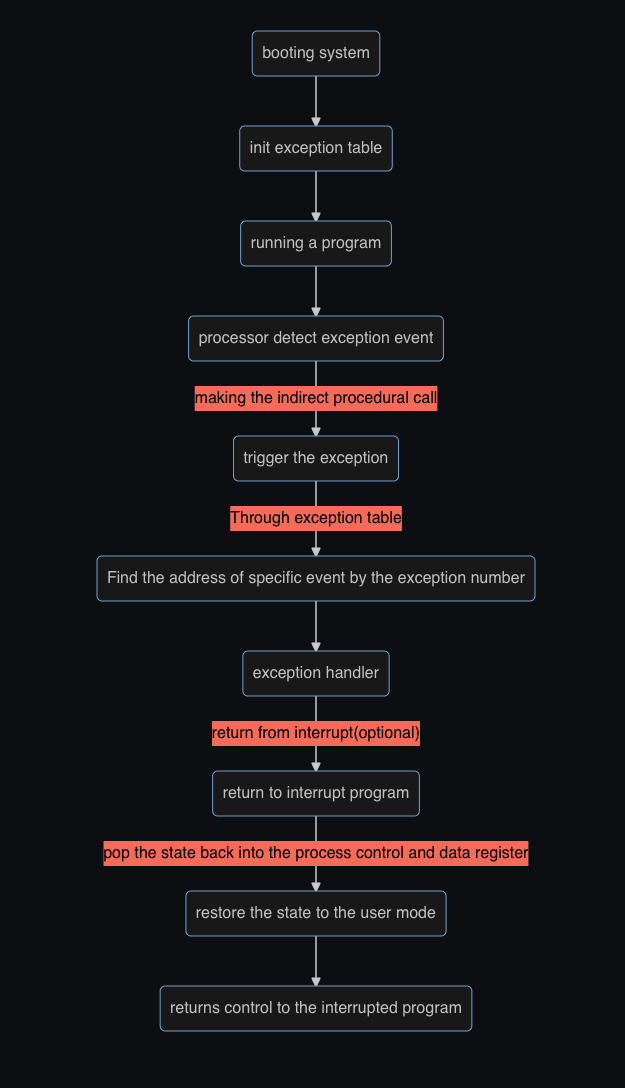 booting system
init exception table
running a program
processor detect exception event
making the indirect procedural call
trigger the exception
Through exception table
Find the address of specific event by the exception number
exception handler
return from interrupt(optional)
return to interrupt program
pop the state back into the process control and data register
restore the state to the user mode
returns control to the interrupted program